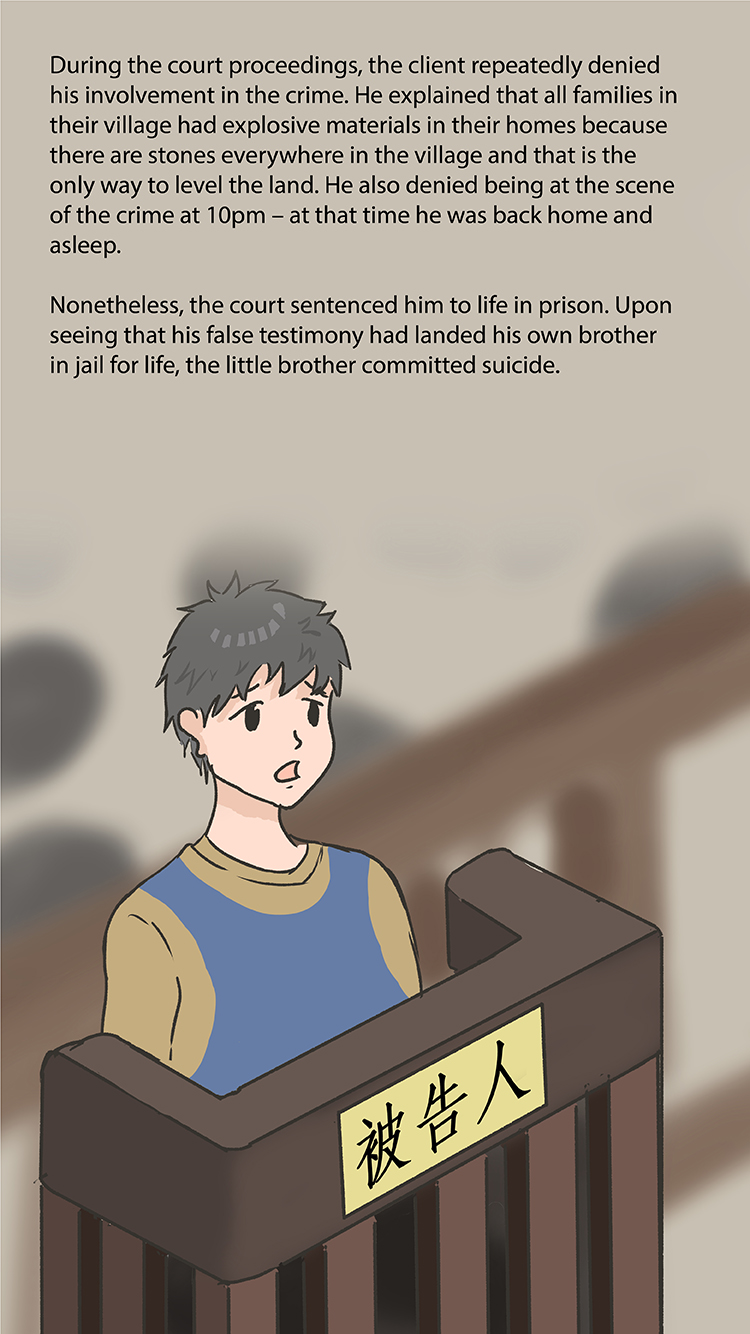 During the court proceedings, the client repeatedly denied
his involvement in the crime. He explained that all families in
their village had explosive materials in their homes because
there are stones everywhere in the village and that is the
only way to level the land. He also denied being at the scene
of the crime at 10pm – at that time he was back home and
asleep.
Nonetheless, the court sentenced him to life in prison. Upon
seeing that his false testimony had landed his own brother
in jail for life, the little brother committed suicide.
被告人